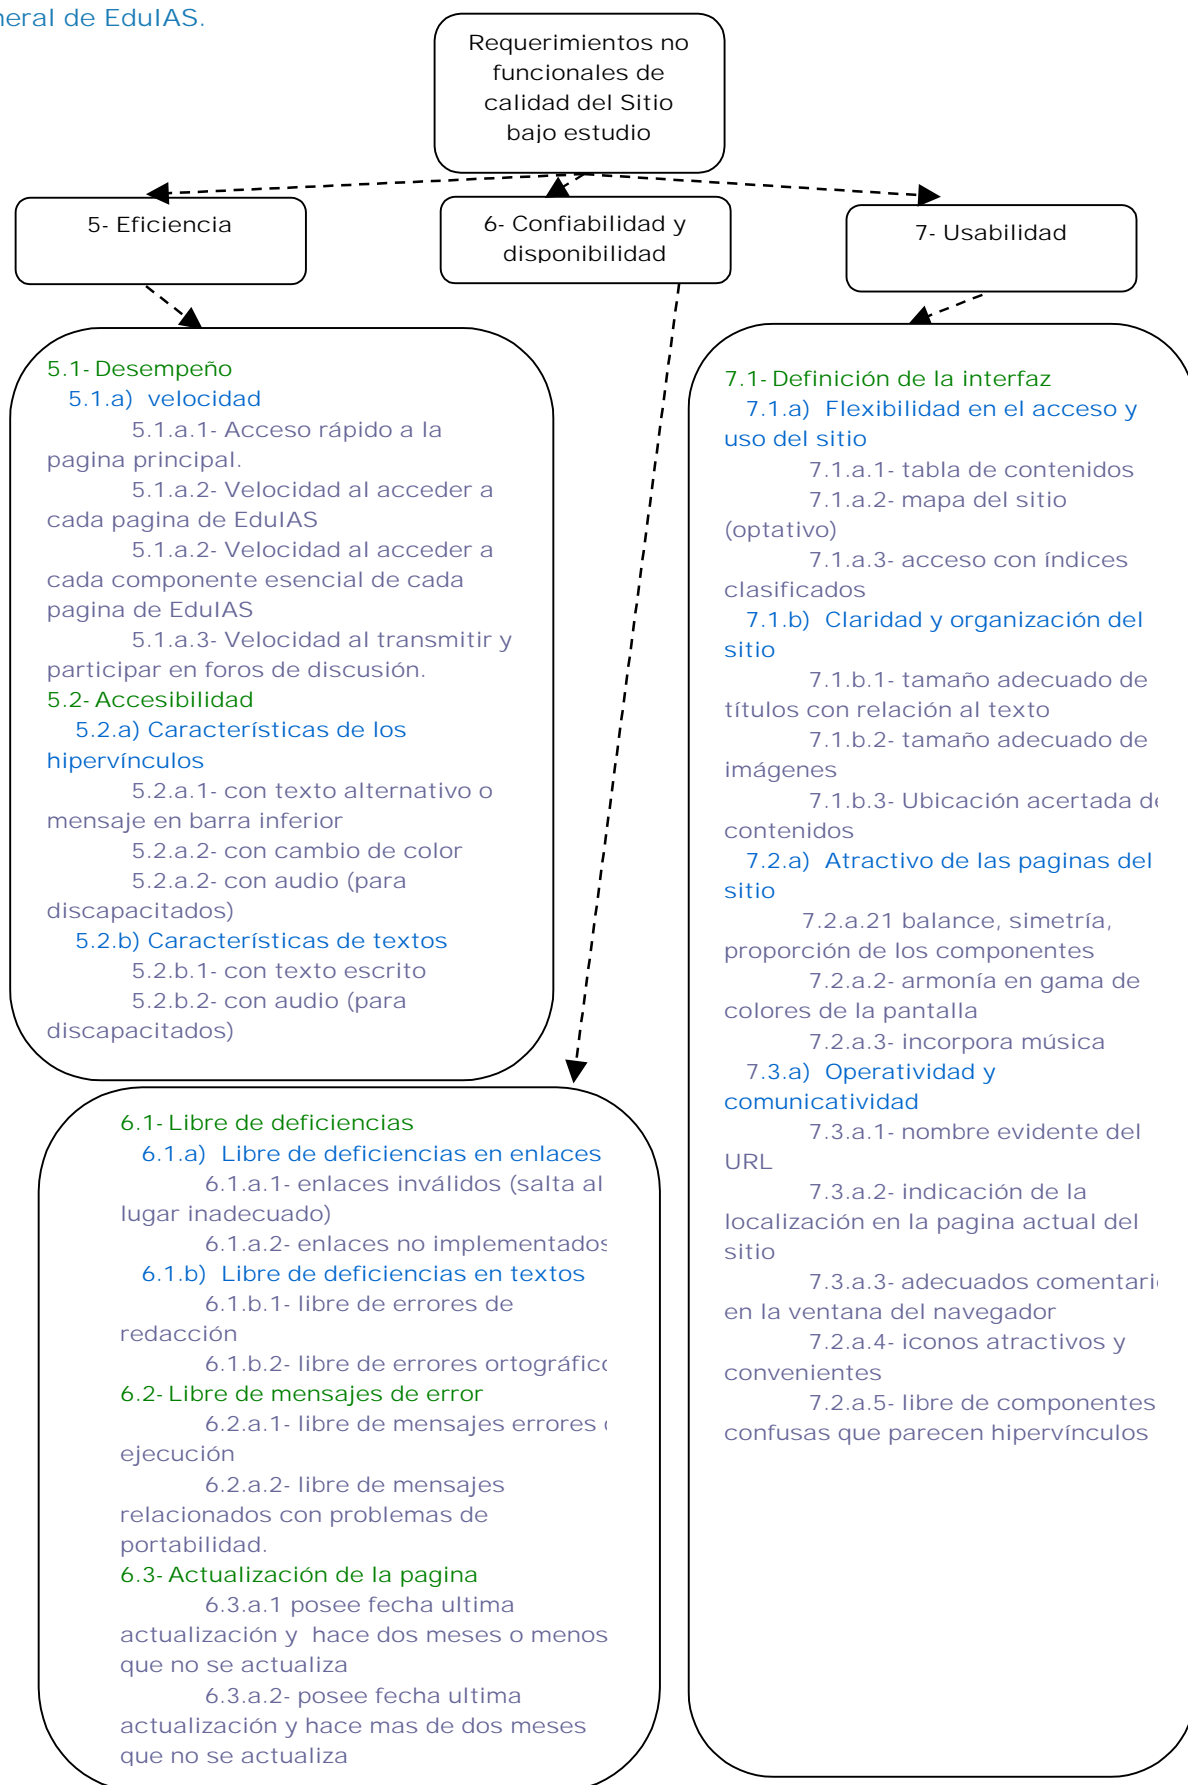 neral de EduIAS.
Requerimientos no
funcionales de
calidad del Sitio
bajo estudio
5- Eficiencia
6- Confiabilidad y
disponibilidad
7- Usabilidad
5.1- Desempeño
5.1.a) velocidad
5.1.a.1- Acceso rápido a la
pagina principal.
5.1.a.2- Velocidad al acceder a
cada pagina de EduIAS
5.1.a.2- Velocidad al acceder a
cada componente esencial de cada
pagina de EduIAS
5.1.a.3- Velocidad al transmitir y
participar en foros de discusión.
5.2- Accesibilidad
5.2.a) Características de los
hipervínculos
5.2.a.1- con texto alternativo o
mensaje en barra inferior
5.2.a.2- con cambio de color
5.2.a.2- con audio (para
discapacitados)
5.2.b) Características de textos
5.2.b.1- con texto escrito
5.2.b.2- con audio (para
discapacitados)
6.1- Libre de deficiencias
6.1.a) Libre de deficiencias en enlaces
6.1.a.1- enlaces inválidos (salta al
lugar inadecuado)
6.1.a.2- enlaces no implementados
6.1.b) Libre de deficiencias en textos
6.1.b.1- libre de errores de
redacción
6.1.b.2- libre de errores ortográfico
6.2- Libre de mensajes de error
6.2.a.1- libre de mensajes errores
ejecución
6.2.a.2- libre de mensajes
relacionados con problemas de
portabilidad.
6.3- Actualización de la pagina
6.3.a.1 posee fecha ultima
actualización y hace dos meses o menos
que no se actualiza
6.3.a.2- posee fecha ultima
actualización y hace mas de dos meses
que no se actualiza
7.1- Definición de la interfaz
7.1.a) Flexibilidad en el acceso y
uso del sitio
7.1.a.1- tabla de contenidos
7.1.a.2- mapa del sitio
(optativo)
7.1.a.3- acceso con índices
clasificados
7.1.b) Claridad y organización del
sitio
7.1.b.1- tamaño adecuado de
títulos con relación al texto
7.1.b.2- tamaño adecuado de
imágenes
7.1.b.3- Ubicación acertada de
contenidos
7.2.a) Atractivo de las paginas del
sitio
7.2.a.21 balance, simetría,
proporción de los componentes
7.2.a.2- armonía en gama de
colores de la pantalla
7.2.a.3- incorpora música
7.3.a) Operatividad y
comunicatividad
7.3.a.1- nombre evidente del
URL
7.3.a.2- indicación de la
localización en la pagina actual del
sitio
7.3.a.3- adecuados comentari
en la ventana del navegador
7.2.a.4- iconos atractivos y
convenientes
7.2.a.5- libre de componentes
confusas que parecen hipervínculos